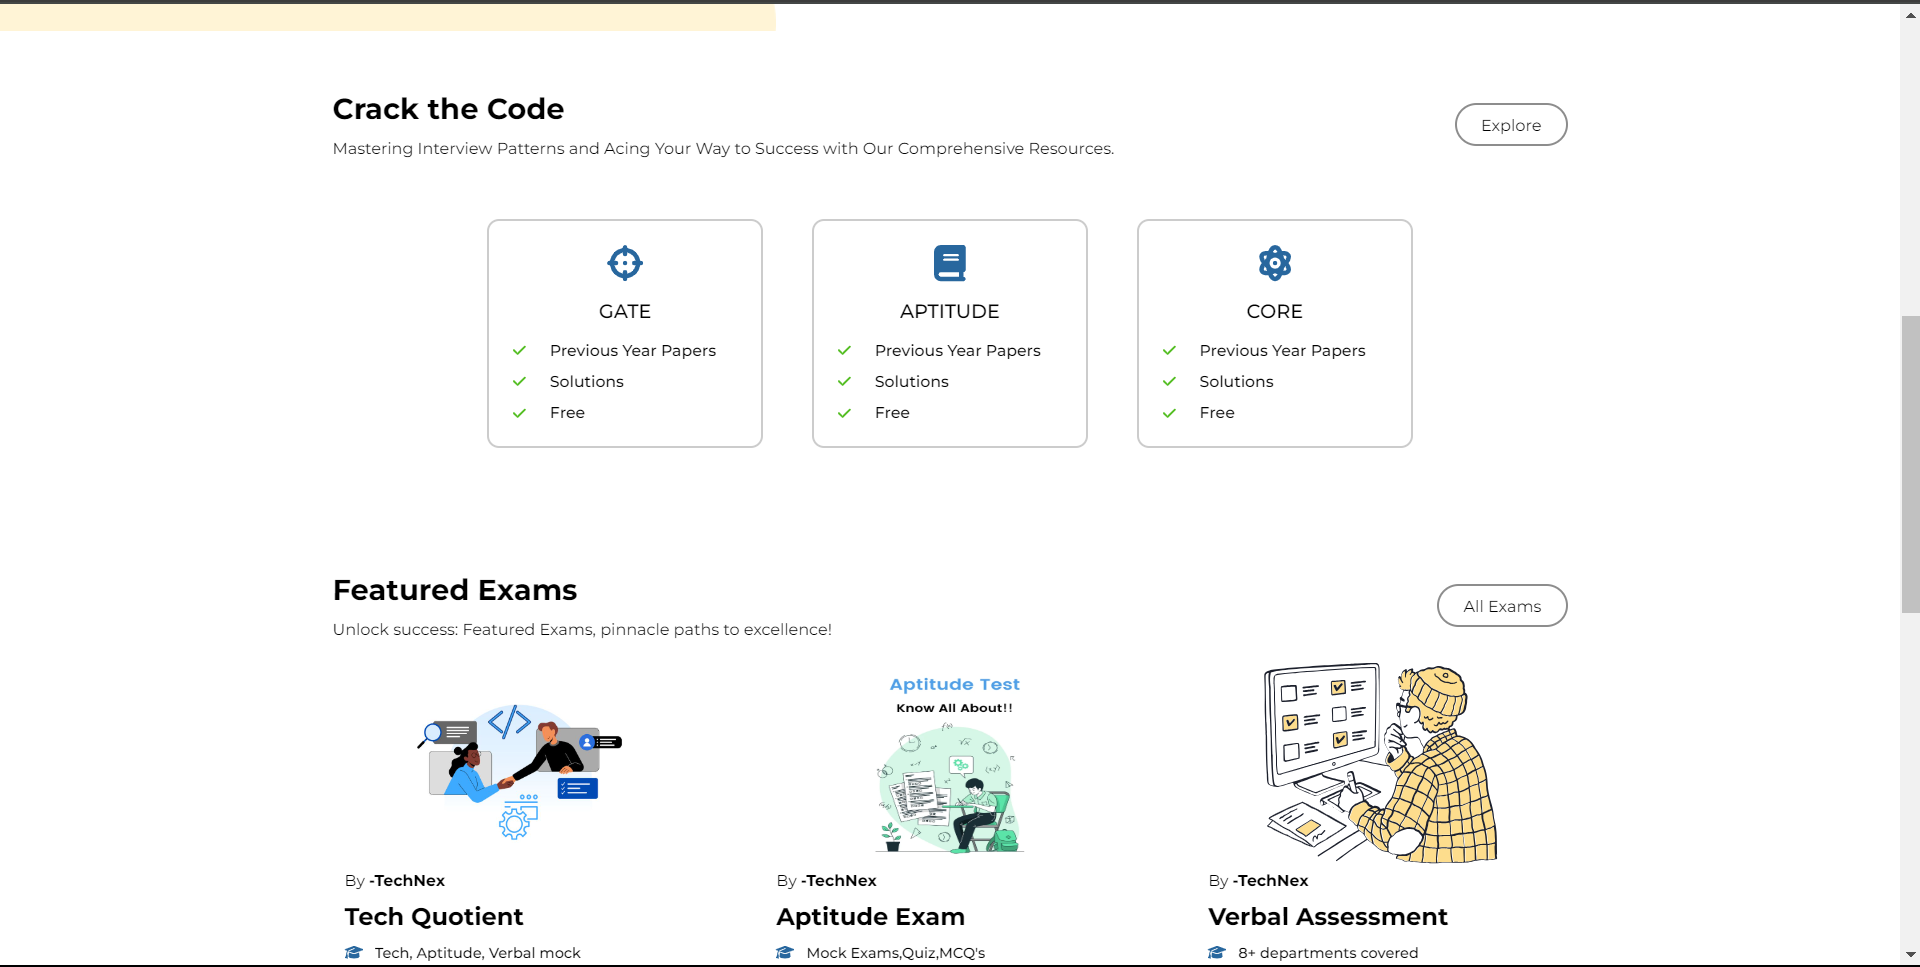 Crack the Code
Explore
Mastering Interview Patterns and Acing Your Way to Success with Our Comprehensive Resources.
GATE
Previous Year Papers
Solutions
Free
APTITUDE
Previous Year Papers
Solutions
Free
CORE
Previous Year Papers
Solutions
Free
Featured Exams
All Exams
Unlock success: Featured Exams, pinnacle paths to excellence!
</>
Aptitude Test
Know All About!!
By -TechNex
Tech Quotient
Tech, Aptitude, Verbal mock
By -TechNex
Aptitude Exam
Mock Exams,Quiz,MCQ's
By -TechNex
Verbal Assessment
8+ departments covered